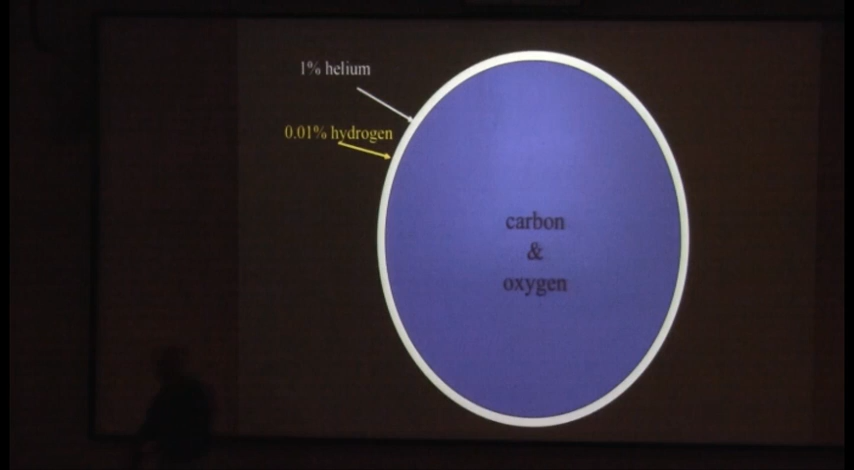 1% helium
0.01% hydrogen
carbon
&
oxygen